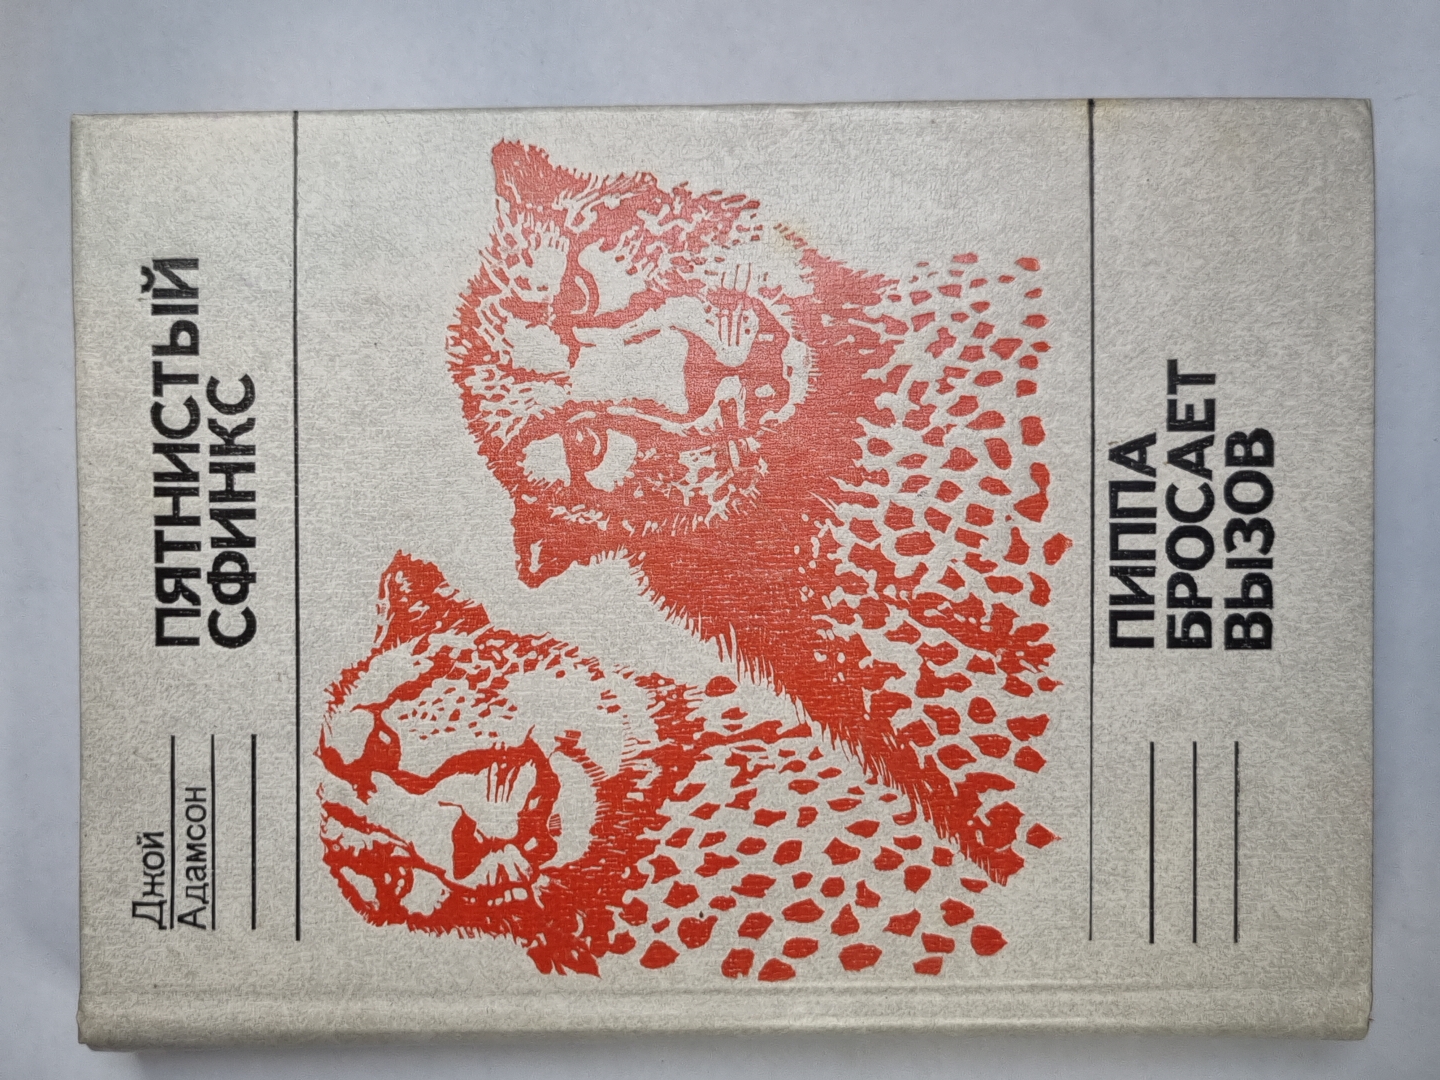 Джой
Адамсон
ПЯТНИСТЫЙ
СФИНКС
ПИППА
БРОСАЕТ
ВЫЗОВ